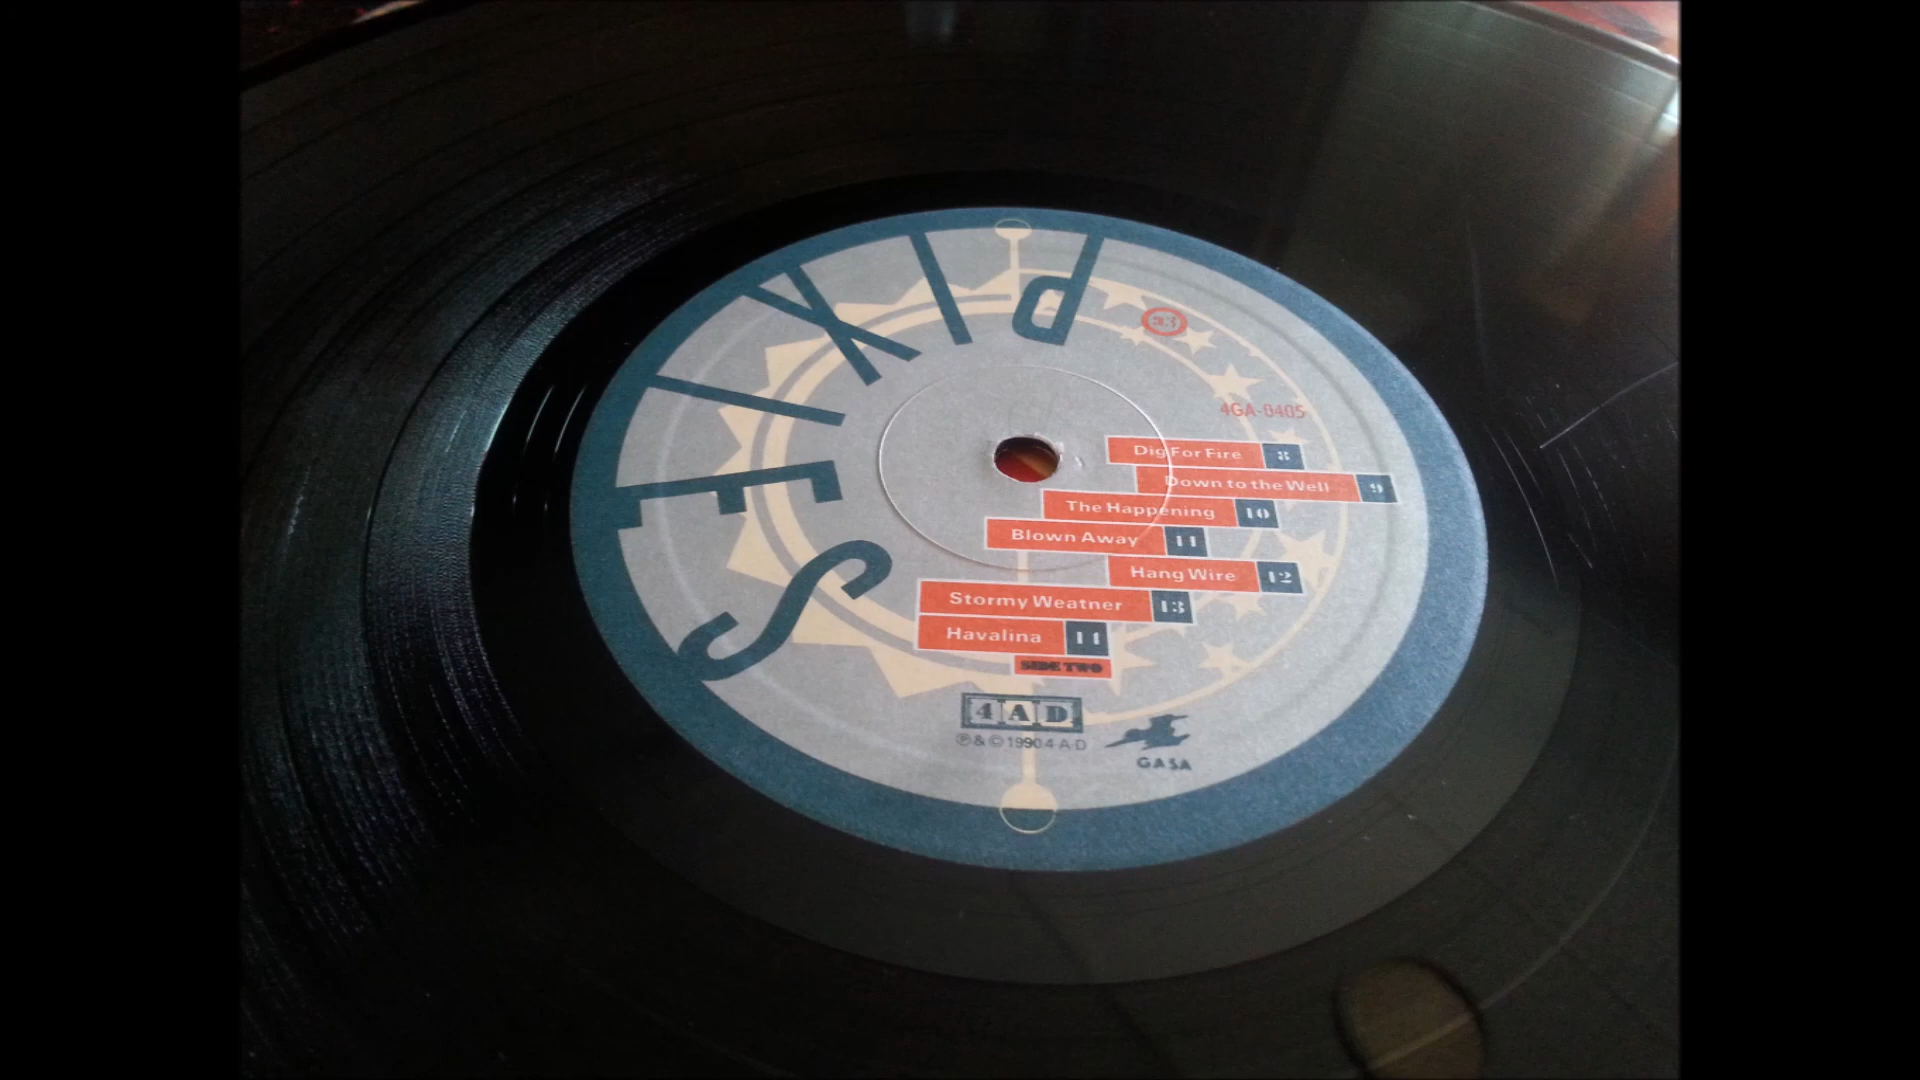 PIXIES
33
4GA-0405
Dig For Fire 8
Down to the Well 9
The Happening 10
Blown Away 11
Hang Wire 12
Stormy Weatner 13
Havalina 14
SIDE TWO
4AD
℗ & © 1990 4 A·D
GASA